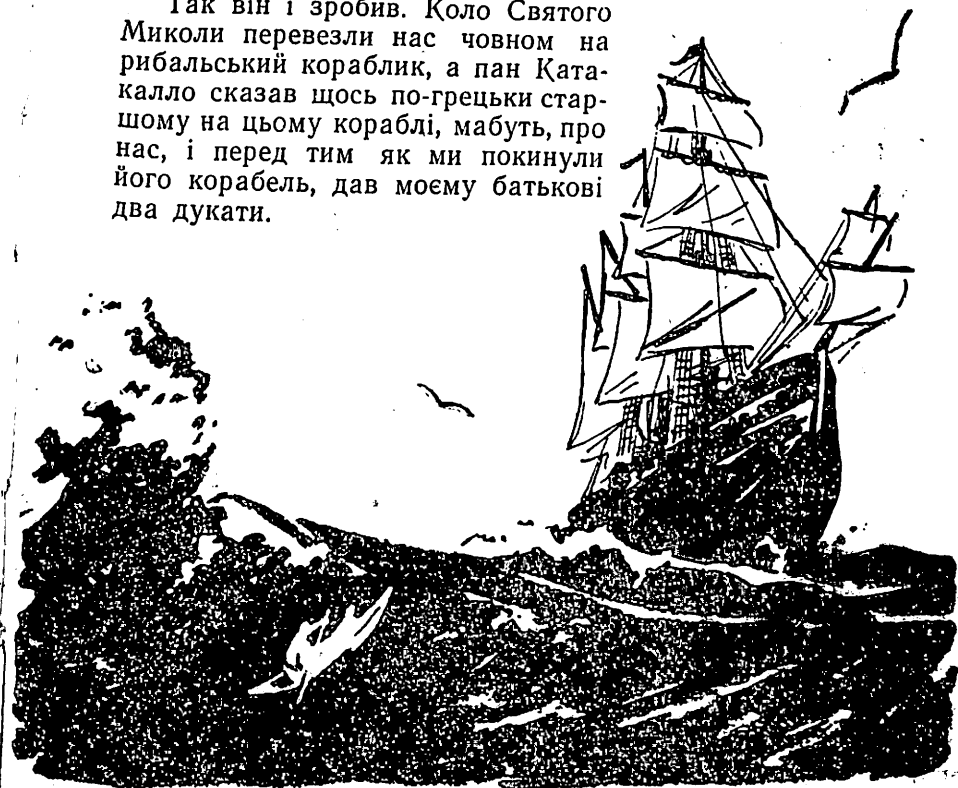 Так він і зробив. Коло Святого
Миколи перевезли нас човном на
рибальський кораблик, а пан Ката-
калло сказав щось по-грецьки стар-
шому на цьому кораблі, мабуть, про
нас, і перед тим як ми покинули
його корабель, дав моєму батькові
два дукати.